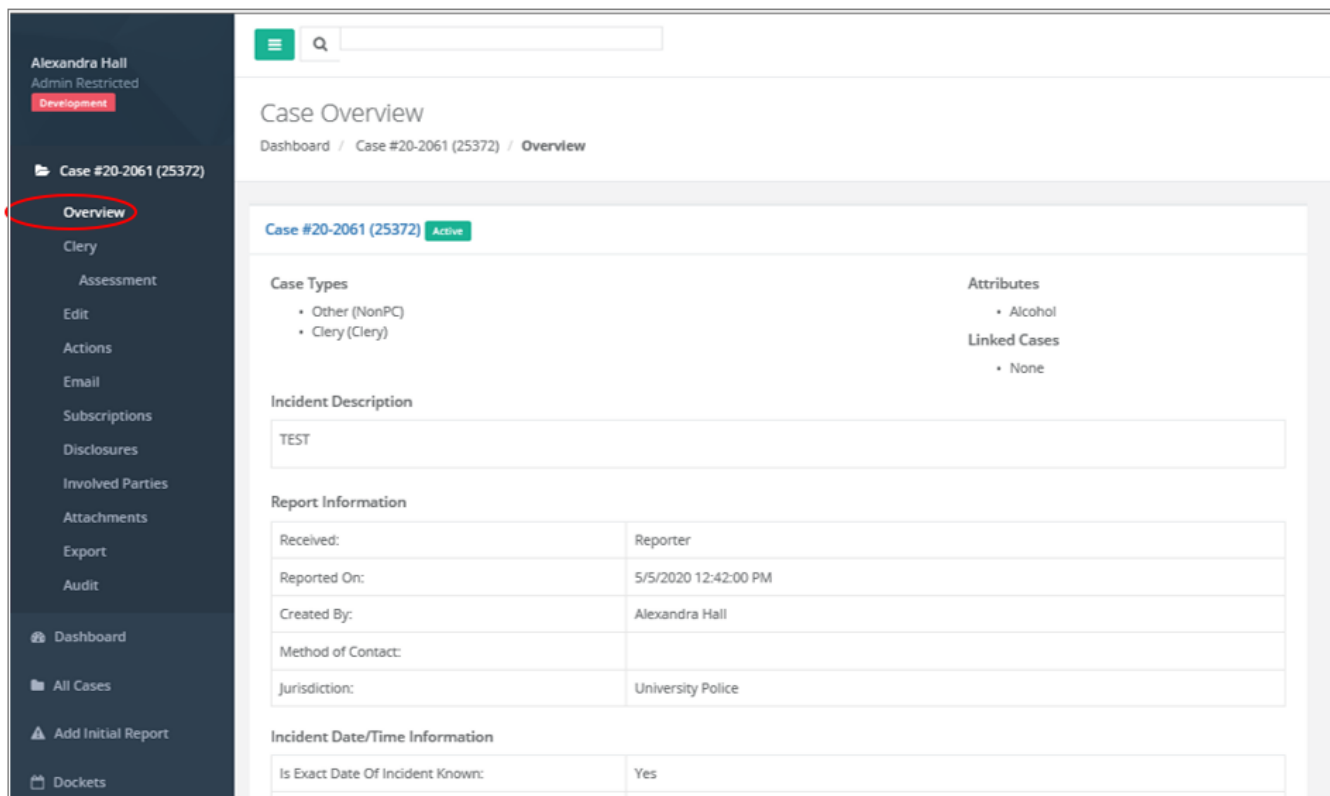 Alexandra Hall
Admin Restricted
Development
Case #20-2061 (25372)
Overview
Clery
Assessment
Edit
Actions
Email
Subscriptions
Disclosures
Involved Parties
Attachments
Export
Audit
Dashboard
All Cases
Add Initial Report
Dockets
Case Overview
Dashboard / Case #20-2061 (25372) / Overview
Case #20-2061 (25372) Active
Case Types
• Other (NonPC)
• Clery (Clery)
Attributes
• Alcohol
Linked Cases
• None
Incident Description
TEST
Report Information
Received: Reporter
Reported On: 5/5/2020 12:42:00 PM
Created By: Alexandra Hall
Method of Contact:
Jurisdiction: University Police
Incident Date/Time Information
Is Exact Date Of Incident Known: Yes